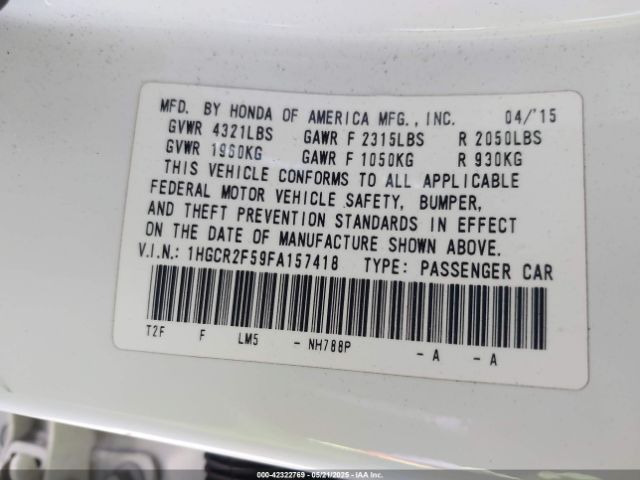 MFD. BY HONDA OF AMERICA MFG., INC. 04/'15
GVWR 4321LBS GAWR F 2315LBS R 2050LBS
GVWR 1960KG GAWR F 1050KG R 930KG
THIS VEHICLE CONFORMS TO ALL APPLICABLE
FEDERAL MOTOR VEHICLE SAFETY, BUMPER,
AND THEFT PREVENTION STANDARDS IN EFFECT
ON THE DATE OF MANUFACTURE SHOWN ABOVE.
V.I.N.: 1HGCR2F59FA157418 TYPE: PASSENGER CAR
T2F F LM5 - NH788P - A - A
000-42322769 - 05/21/2025 - IAAI.COM